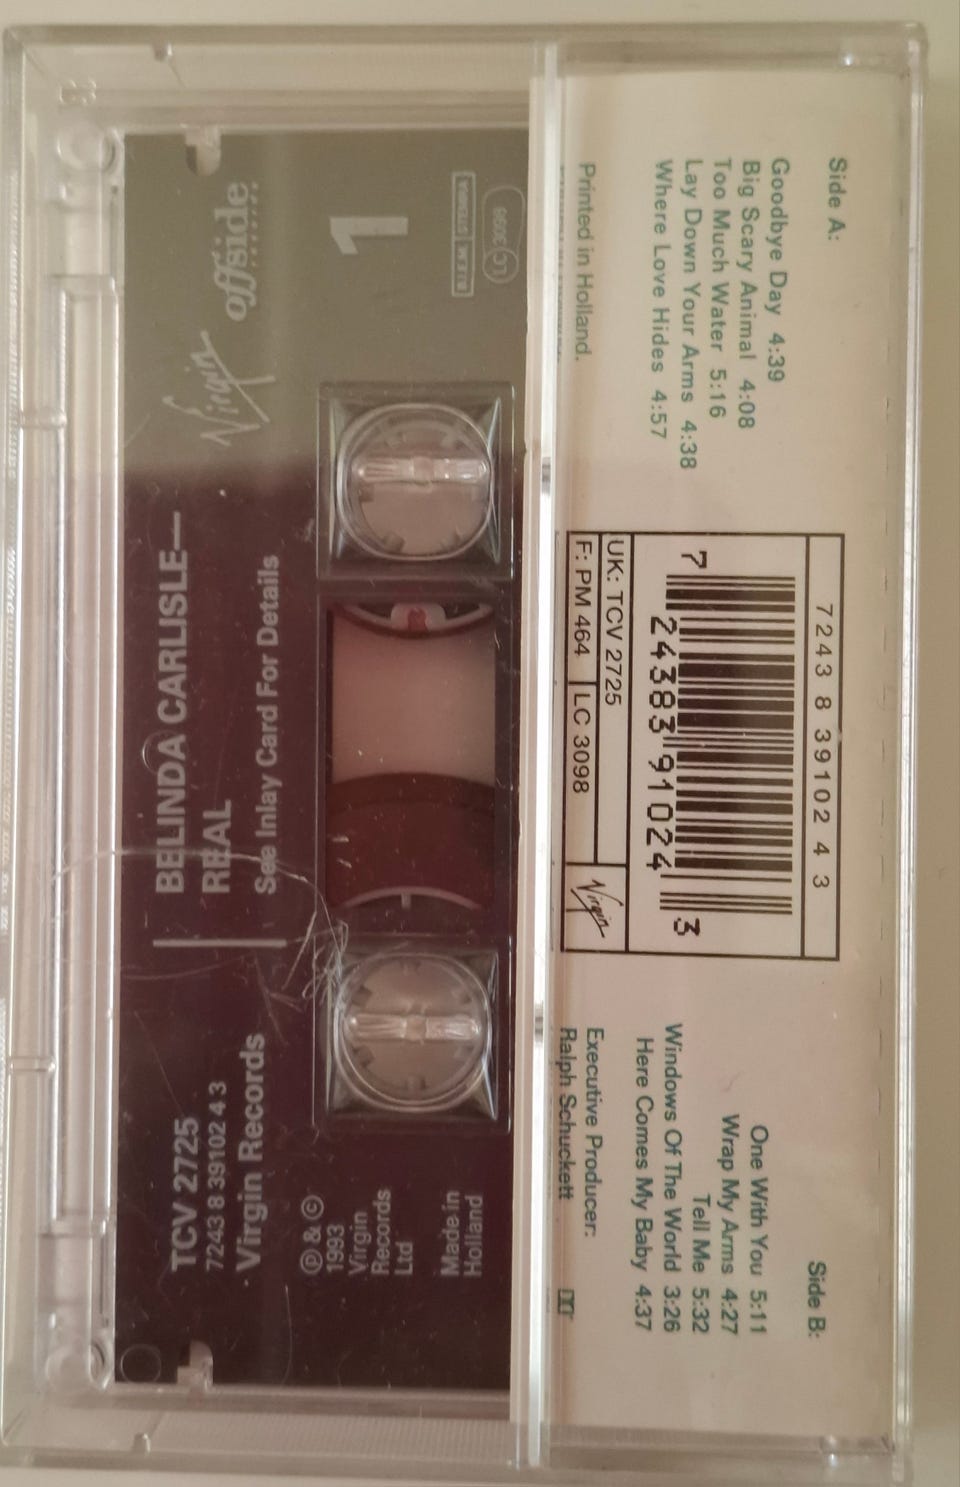 Side A:
Goodbye Day 4:39
Big Scary Animal 4:08
Too Much Water 5:16
Lay Down Your Arms 4:38
Where Love Hides 4:57
Printed in Holland.
7243 8 39102 4 3
7 24383 91024 3
UK: TCV 2725
F: PM 464
LC 3098
Virgin
Side B:
One With You 5:11
Wrap My Arms 4:27
Tell Me 5:32
Windows Of The World 3:26
Here Comes My Baby 4:37
Executive Producer:
Ralph Schuckett
Virgin
offside
1
LC 3098
BELINDA CARLISLE—
REAL
See Inlay Card For Details
TCV 2725
7243 8 39102 4 3
Virgin Records
℗ & ©
1993
Virgin
Records
Ltd
Made in
Holland